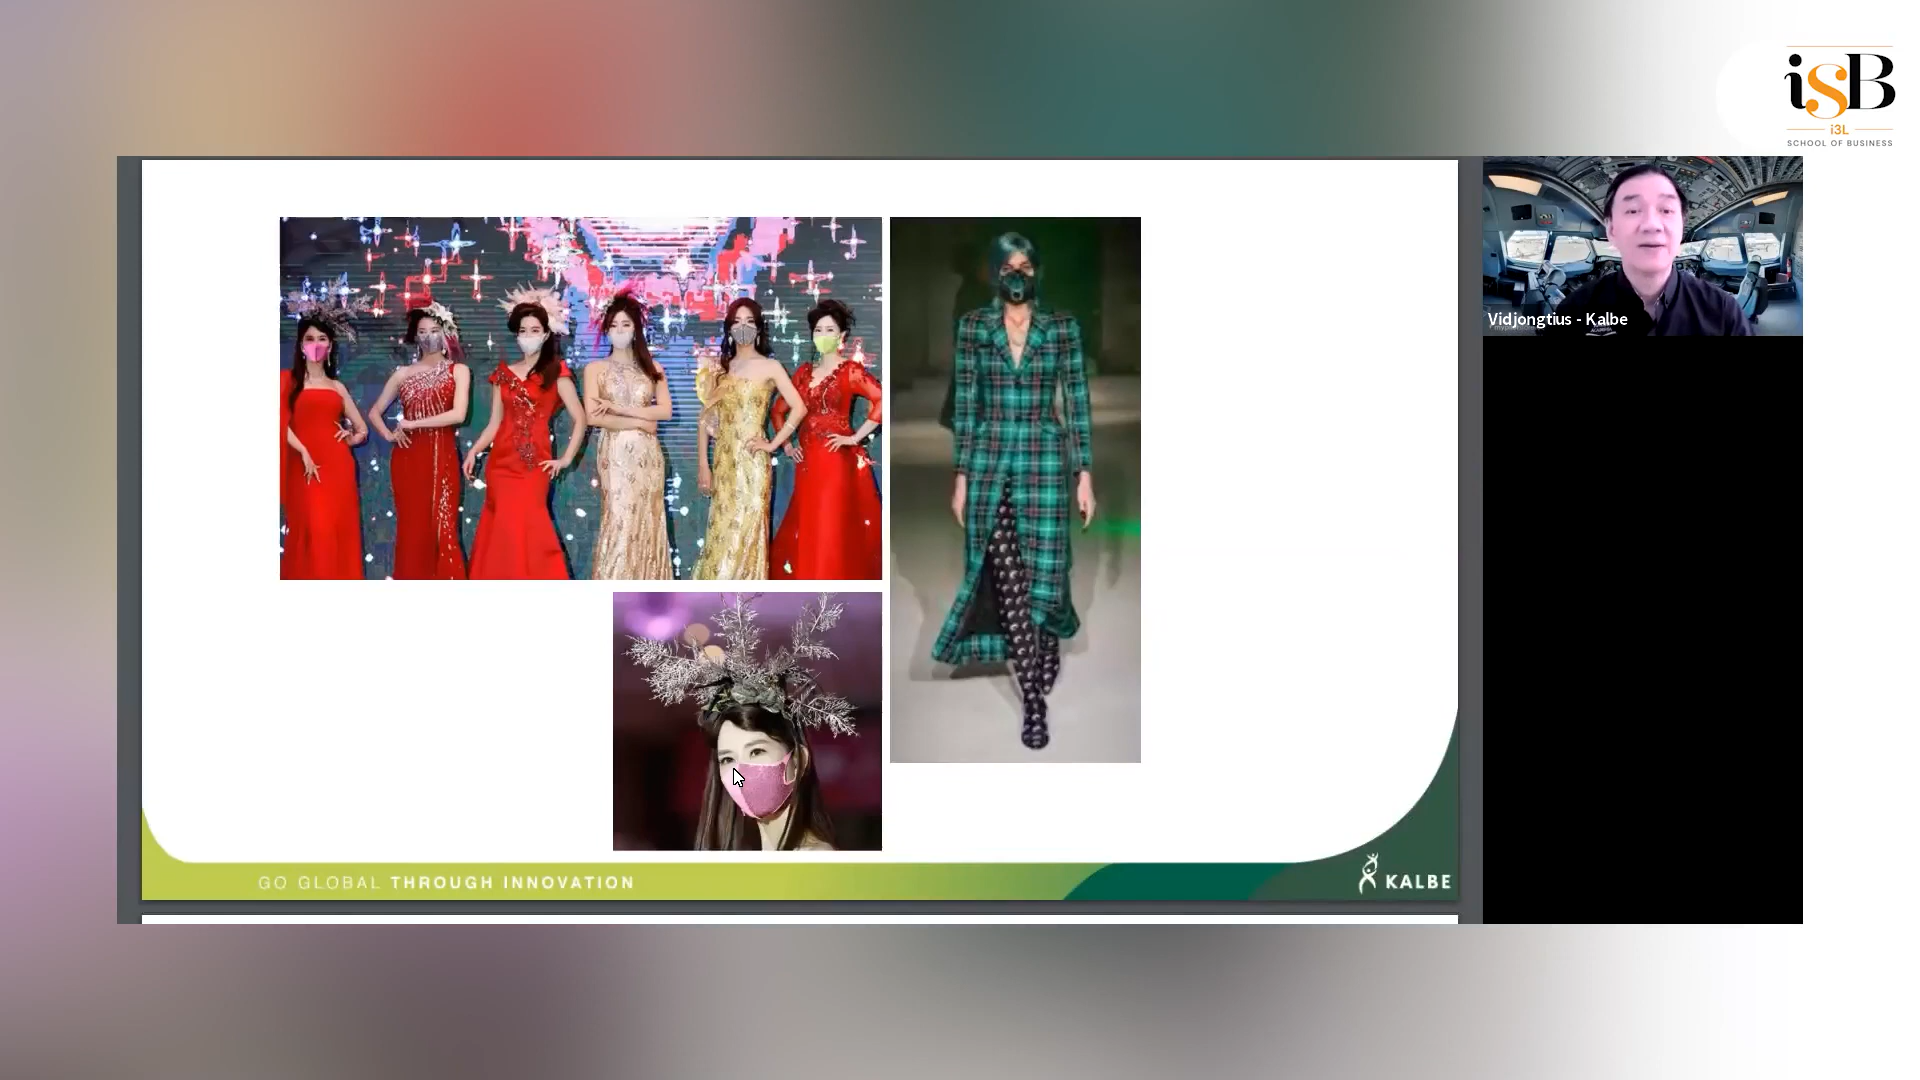 iSB
i3L
SCHOOL OF BUSINESS
Vidjongtius - Kalbe
GO GLOBAL THROUGH INNOVATION
KALBE